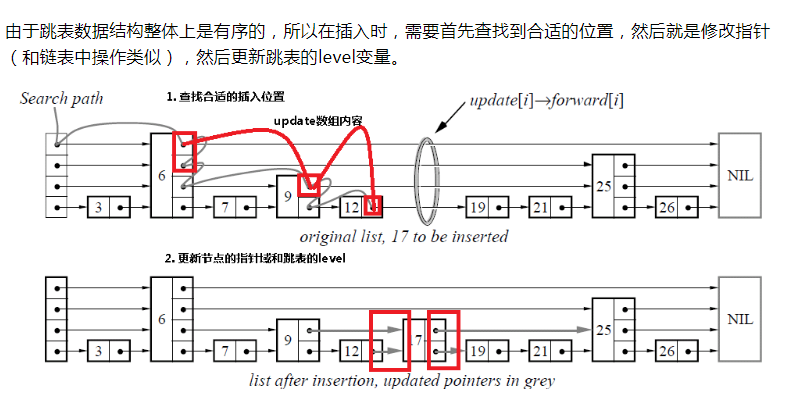 由于跳表数据结构整体上是有序的，所以在插入时，需要首先查找到合适的位置，然后就是修改指针
（和链表中操作类似），然后更新跳表的level变量。
Search path
1. 查找合适的插入位置
update[i]→forward[i]
update数组内容
6
NIL
25
9
3
7
12
19
21
26
original list, 17 to be inserted
2. 更新节点的指针域和跳表的level
6
NIL
25
9
17
3
7
12
19
21
26
list after insertion, updated pointers in grey